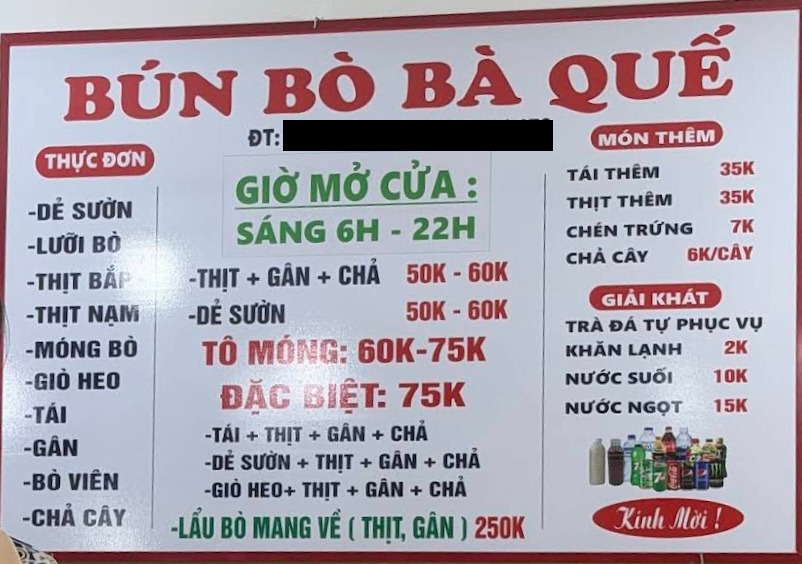 BÚN BÒ BÀ QUẾ
ĐT:
THỰC ĐƠN
-DẺ SƯỜN
-LƯỠI BÒ
-THỊT BẮP
-THỊT NẠM
-MÓNG BÒ
-GIÒ HEO
-TÁI
-GÂN
-BÒ VIÊN
-CHẢ CÂY
GIỜ MỞ CỬA :
SÁNG 6H - 22H
-THỊT + GÂN + CHẢ 50K - 60K
-DẺ SƯỜN 50K - 60K
TÔ MÓNG: 60K-75K
ĐẶC BIỆT: 75K
-TÁI + THỊT + GÂN + CHẢ
-DẺ SƯỜN + THỊT + GÂN + CHẢ
-GIÒ HEO+ THỊT + GÂN + CHẢ
-LẨU BÒ MANG VỀ ( THỊT, GÂN ) 250K
MÓN THÊM
TÁI THÊM 35K
THỊT THÊM 35K
CHÉN TRỨNG 7K
CHẢ CÂY 6K/CÂY
GIẢI KHÁT
TRÀ ĐÁ TỰ PHỤC VỤ
KHĂN LẠNH 2K
NƯỚC SUỐI 10K
NƯỚC NGỌT 15K
Kính Mời !